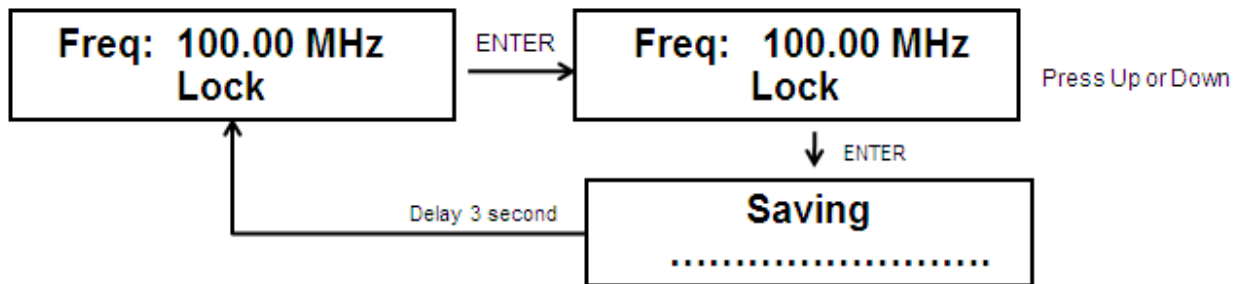 Freq: 100.00 MHz
Lock
ENTER
Freq: 100.00 MHz
Lock
Press Up or Down
ENTER
Saving
.........................
Delay 3 second